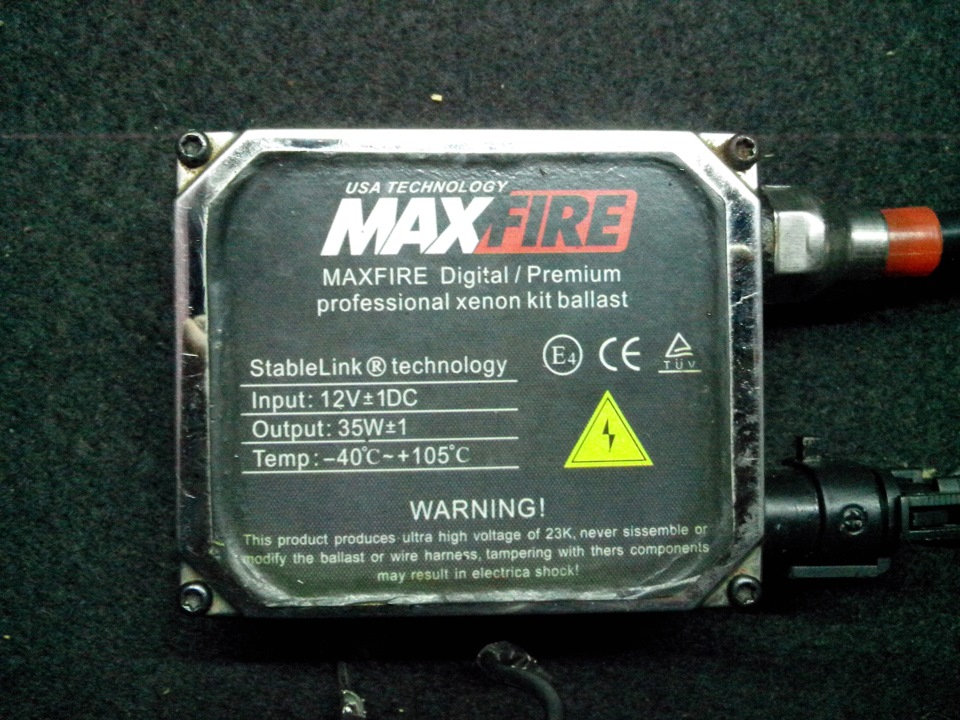 USA TECHNOLOGY
MAXFIRE
MAXFIRE Digital / Premium
professional xenon kit ballast
StableLink ® technology
E4 CE TÜV
Input: 12V±1DC
Output: 35W±1
Temp: –40℃~+105℃
WARNING!
This product produces ultra high voltage of 23K, never sissemble or
modify the ballast or wire harness, tampering with thers components
may result in electrica shock!